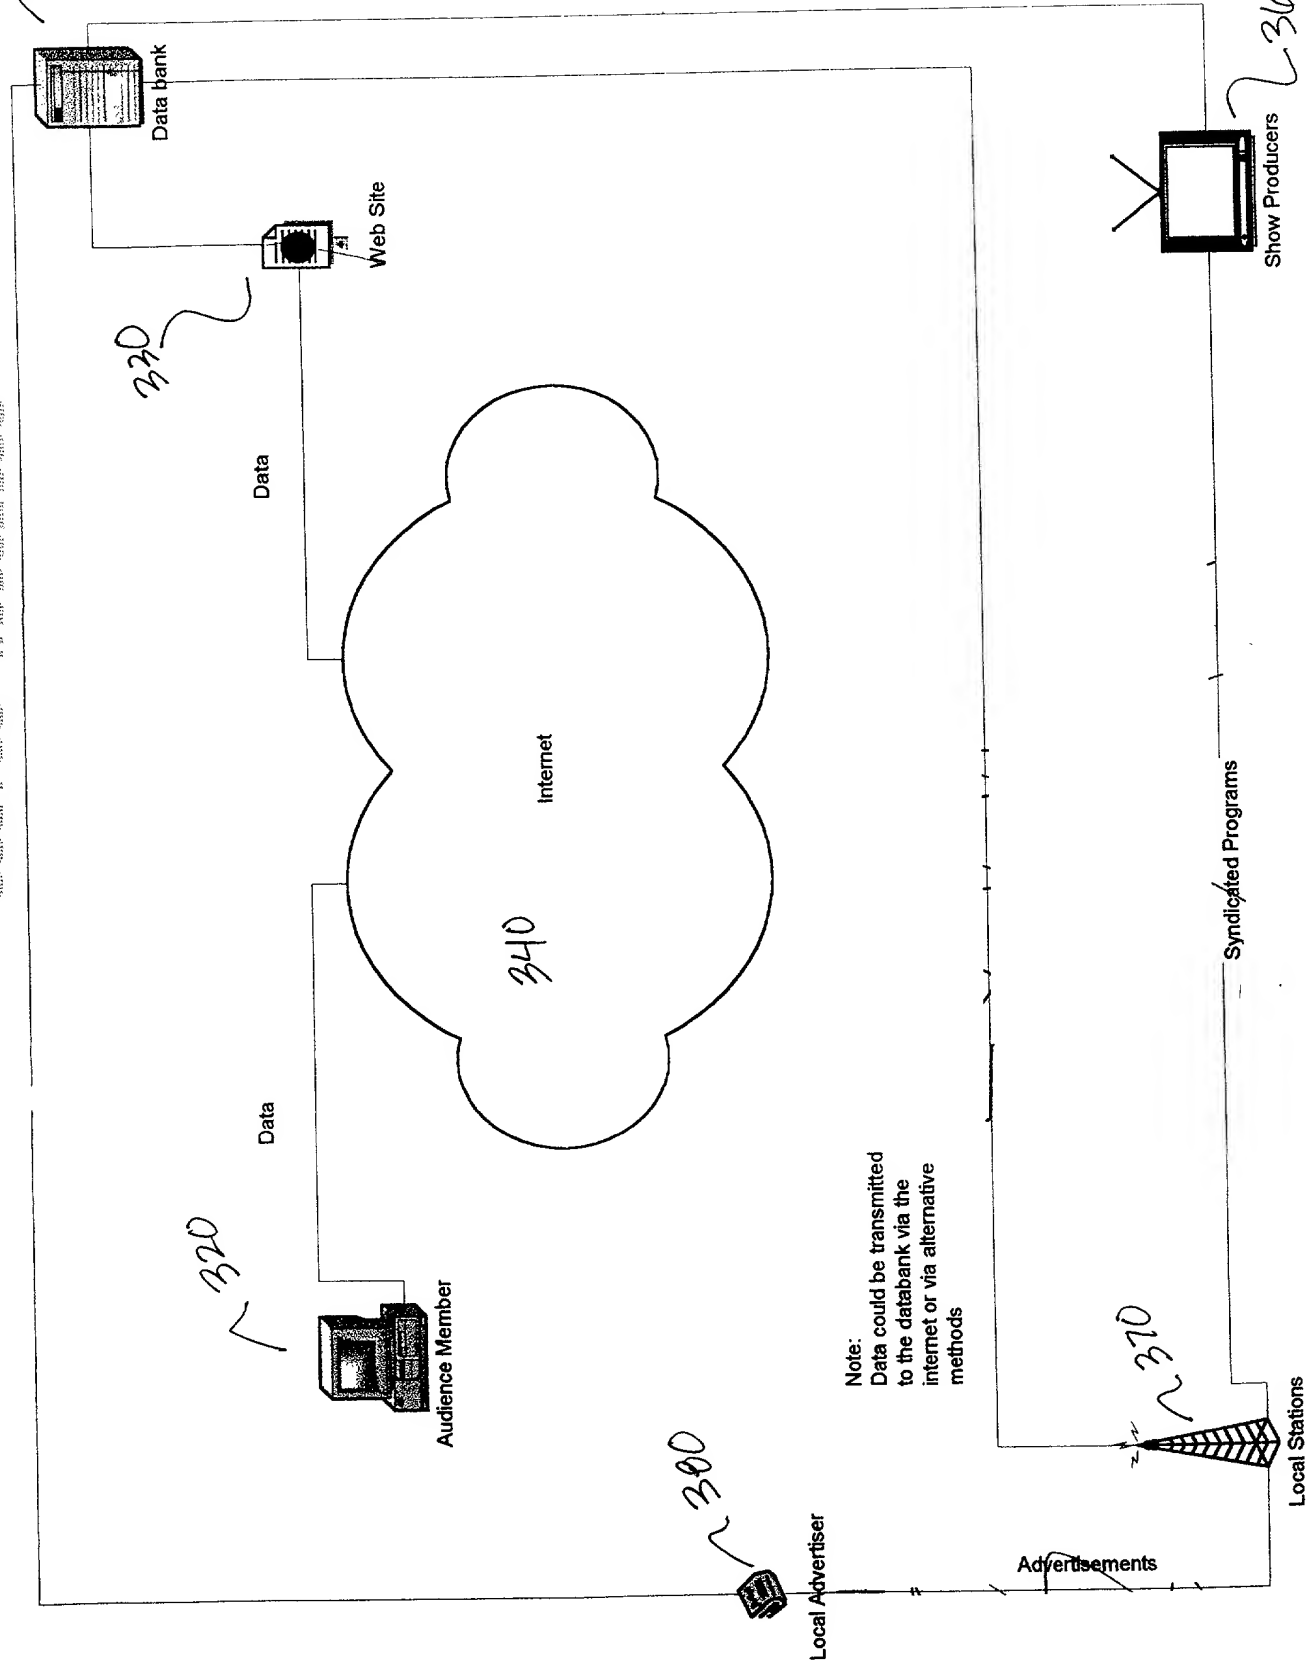 330
Data bank
320
Data
Data
Web Site
Audience Member
340
Internet
380
Local Advertiser
Note:
Data could be transmitted
to the databank via the
internet or via alternative
methods
Advertisements
370
Syndicated Programs
Show Producers
Local Stations